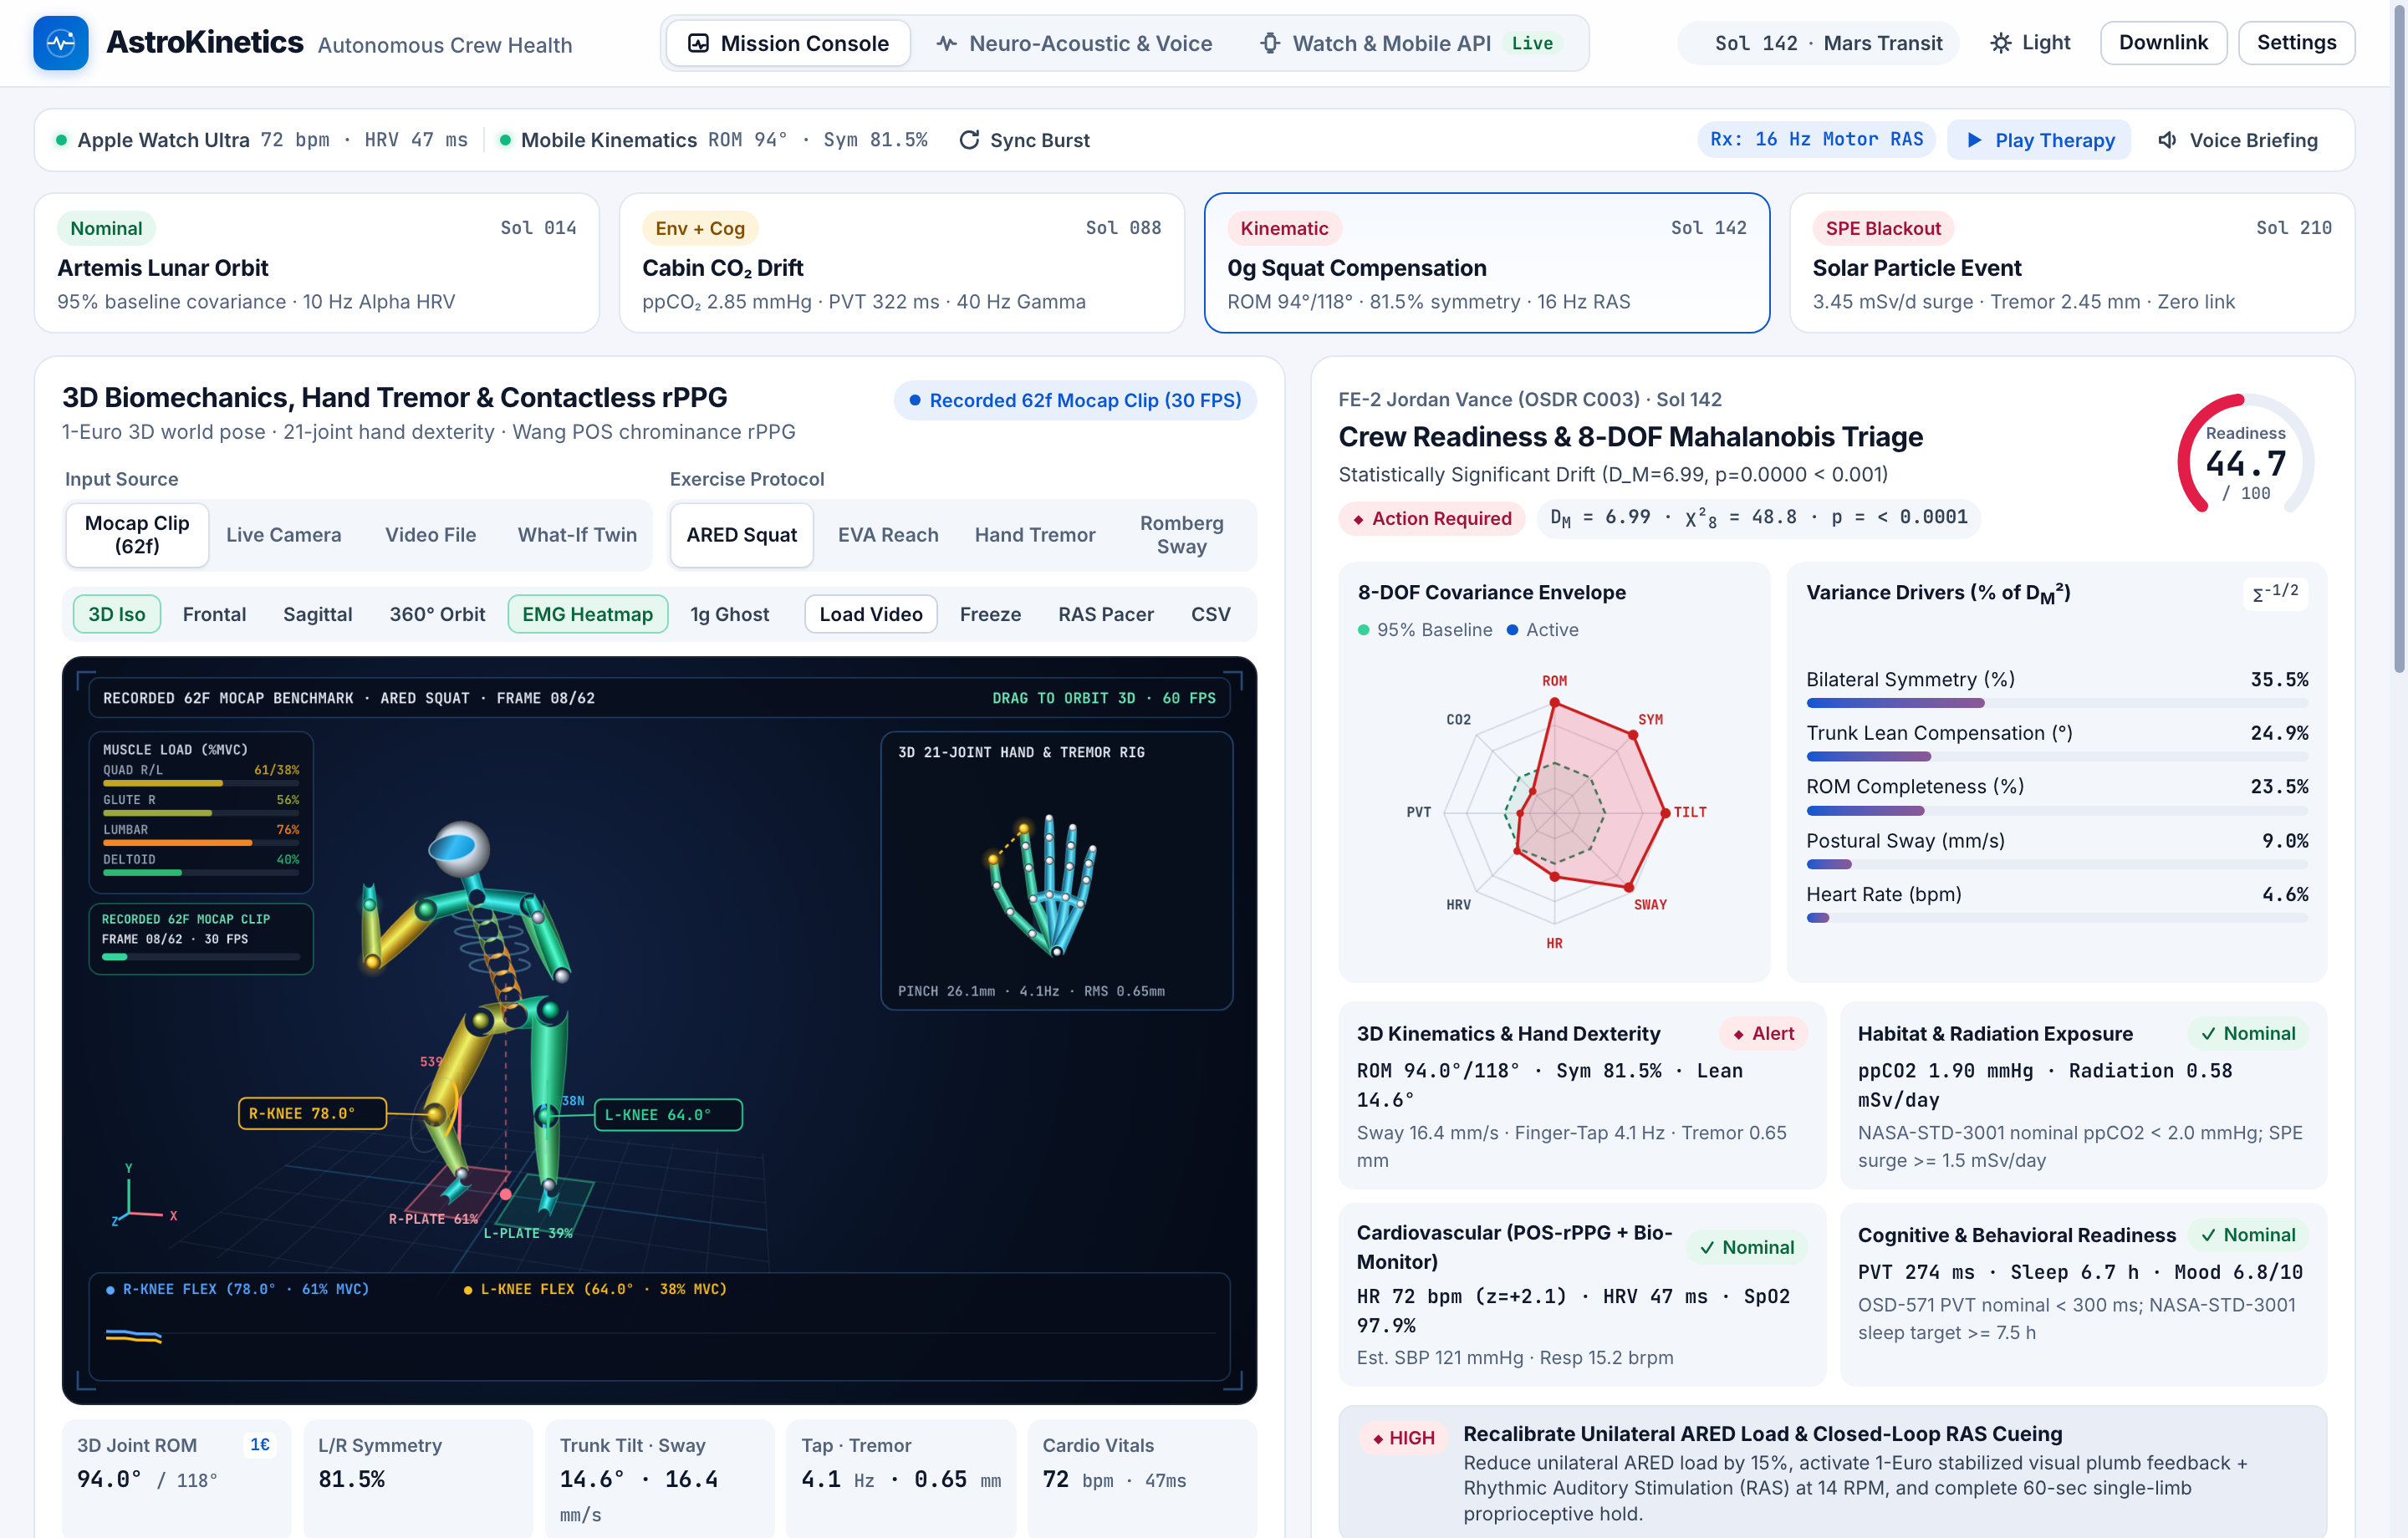 AstroKinetics Autonomous Crew Health
Mission Console
Neuro-Acoustic & Voice
Watch & Mobile API Live
Sol 142 · Mars Transit
Light
Downlink
Settings
Apple Watch Ultra 72 bpm · HRV 47 ms
Mobile Kinematics ROM 94° · Sym 81.5%
Sync Burst
Rx: 16 Hz Motor RAS
Play Therapy
Voice Briefing
Nominal
Sol 014
Artemis Lunar Orbit
95% baseline covariance · 10 Hz Alpha HRV
Env + Cog
Sol 088
Cabin CO₂ Drift
ppCO₂ 2.85 mmHg · PVT 322 ms · 40 Hz Gamma
Kinematic
Sol 142
0g Squat Compensation
ROM 94°/118° · 81.5% symmetry · 16 Hz RAS
SPE Blackout
Sol 210
Solar Particle Event
3.45 mSv/d surge · Tremor 2.45 mm · Zero link
3D Biomechanics, Hand Tremor & Contactless rPPG
1-Euro 3D world pose · 21-joint hand dexterity · Wang POS chrominance rPPG
Recorded 62f Mocap Clip (30 FPS)
Input Source
Mocap Clip
(62f)
Live Camera
Video File
What-If Twin
Exercise Protocol
ARED Squat
EVA Reach
Hand Tremor
Romberg
Sway
3D Iso
Frontal
Sagittal
360° Orbit
EMG Heatmap
1g Ghost
Load Video
Freeze
RAS Pacer
CSV
RECORDED 62F MOCAP BENCHMARK · ARED SQUAT · FRAME 08/62
DRAG TO ORBIT 3D · 60 FPS
MUSCLE LOAD (%MVC)
QUAD R/L 61/38%
GLUTE R 56%
LUMBAR 76%
DELTOID 40%
RECORDED 62F MOCAP CLIP
FRAME 08/62 · 30 FPS
3D 21-JOINT HAND & TREMOR RIG
PINCH 26.1mm · 4.1Hz · RMS 0.65mm
539
R-KNEE 78.0°
38N
L-KNEE 64.0°
Y
Z
X
R-PLATE 61%
L-PLATE 39%
R-KNEE FLEX (78.0° · 61% MVC)
L-KNEE FLEX (64.0° · 38% MVC)
3D Joint ROM 1€
94.0° / 118°
L/R Symmetry
81.5%
Trunk Tilt · Sway
14.6° · 16.4
mm/s
Tap · Tremor
4.1 Hz · 0.65 mm
Cardio Vitals
72 bpm · 47ms
FE-2 Jordan Vance (OSDR C003) · Sol 142
Crew Readiness & 8-DOF Mahalanobis Triage
Statistically Significant Drift (D_M=6.99, p=0.0000 < 0.001)
Action Required
D_M = 6.99 · χ²₈ = 48.8 · p = < 0.0001
Readiness
44.7
/ 100
8-DOF Covariance Envelope
95% Baseline
Active
ROM
SYM
TILT
SWAY
HR
HRV
PVT
CO2
Variance Drivers (% of D_M²)
Σ^-1/2
Bilateral Symmetry (%) 35.5%
Trunk Lean Compensation (°) 24.9%
ROM Completeness (%) 23.5%
Postural Sway (mm/s) 9.0%
Heart Rate (bpm) 4.6%
3D Kinematics & Hand Dexterity
Alert
ROM 94.0°/118° · Sym 81.5% · Lean
14.6°
Sway 16.4 mm/s · Finger-Tap 4.1 Hz · Tremor 0.65
mm
Habitat & Radiation Exposure
Nominal
ppCO2 1.90 mmHg · Radiation 0.58
mSv/day
NASA-STD-3001 nominal ppCO2 < 2.0 mmHg; SPE
surge >= 1.5 mSv/day
Cardiovascular (POS-rPPG + Bio-
Monitor)
Nominal
HR 72 bpm (z=+2.1) · HRV 47 ms · SpO2
97.9%
Est. SBP 121 mmHg · Resp 15.2 brpm
Cognitive & Behavioral Readiness
Nominal
PVT 274 ms · Sleep 6.7 h · Mood 6.8/10
OSD-571 PVT nominal < 300 ms; NASA-STD-3001
sleep target >= 7.5 h
HIGH
Recalibrate Unilateral ARED Load & Closed-Loop RAS Cueing
Reduce unilateral ARED load by 15%, activate 1-Euro stabilized visual plumb feedback +
Rhythmic Auditory Stimulation (RAS) at 14 RPM, and complete 60-sec single-limb
proprioceptive hold.